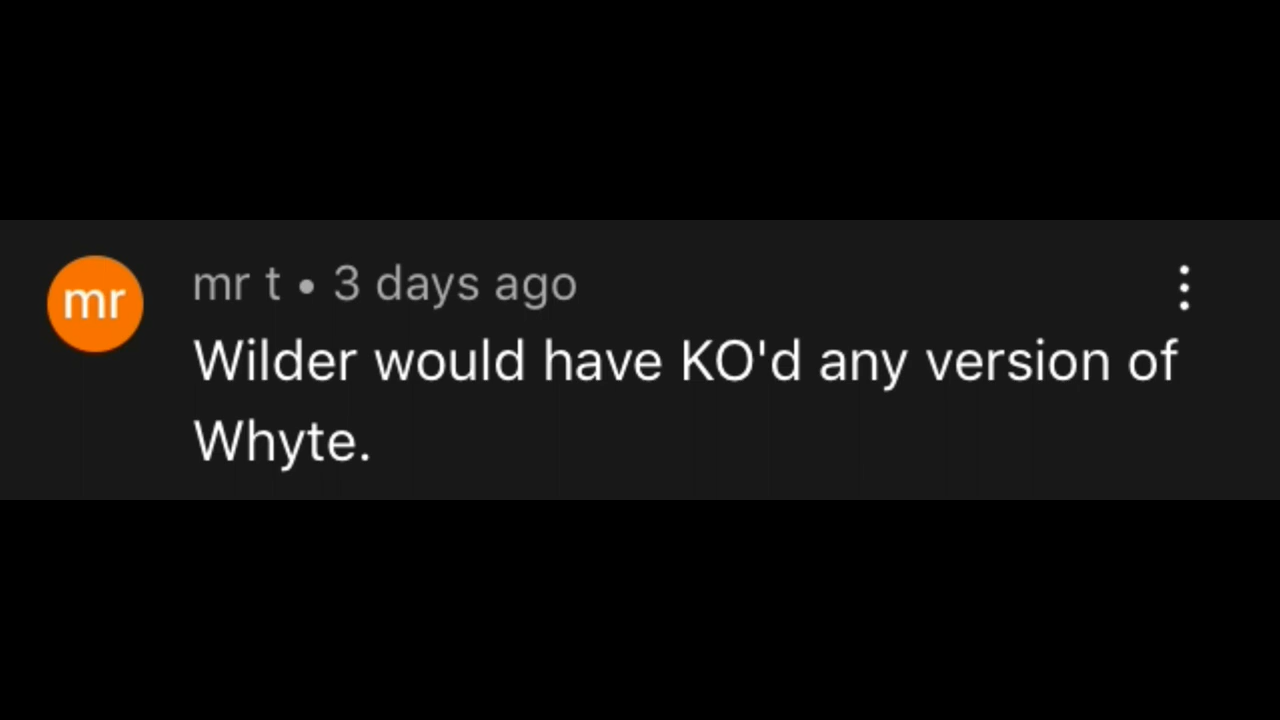 mr
mr t • 3 days ago
Wilder would have KO'd any version of
Whyte.